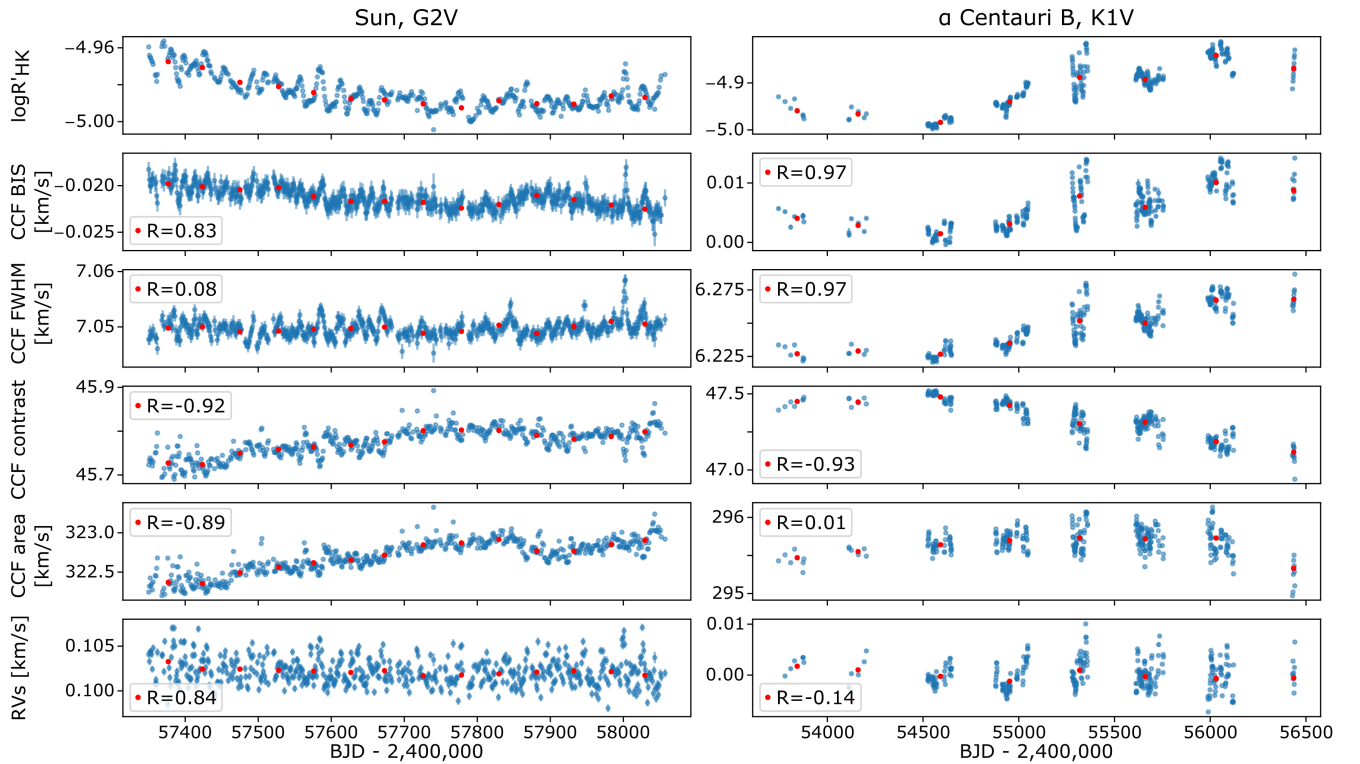 Sun, G2V
α Centauri B, K1V
logR'HK
−4.96
−5.00
−4.9
−5.0
CCF BIS
[km/s]
−0.020
−0.025
R=0.83
0.01
0.00
R=0.97
CCF FWHM
[km/s]
7.06
7.05
R=0.08
6.275
6.225
R=0.97
CCF contrast
45.9
45.7
R=-0.92
47.5
47.0
R=-0.93
CCF area
[km/s]
323.0
322.5
R=-0.89
296
295
R=0.01
RVs [km/s]
0.105
0.100
R=0.84
0.01
0.00
R=-0.14
57400 57500 57600 57700 57800 57900 58000
54000 54500 55000 55500 56000 56500
BJD - 2,400,000
BJD - 2,400,000